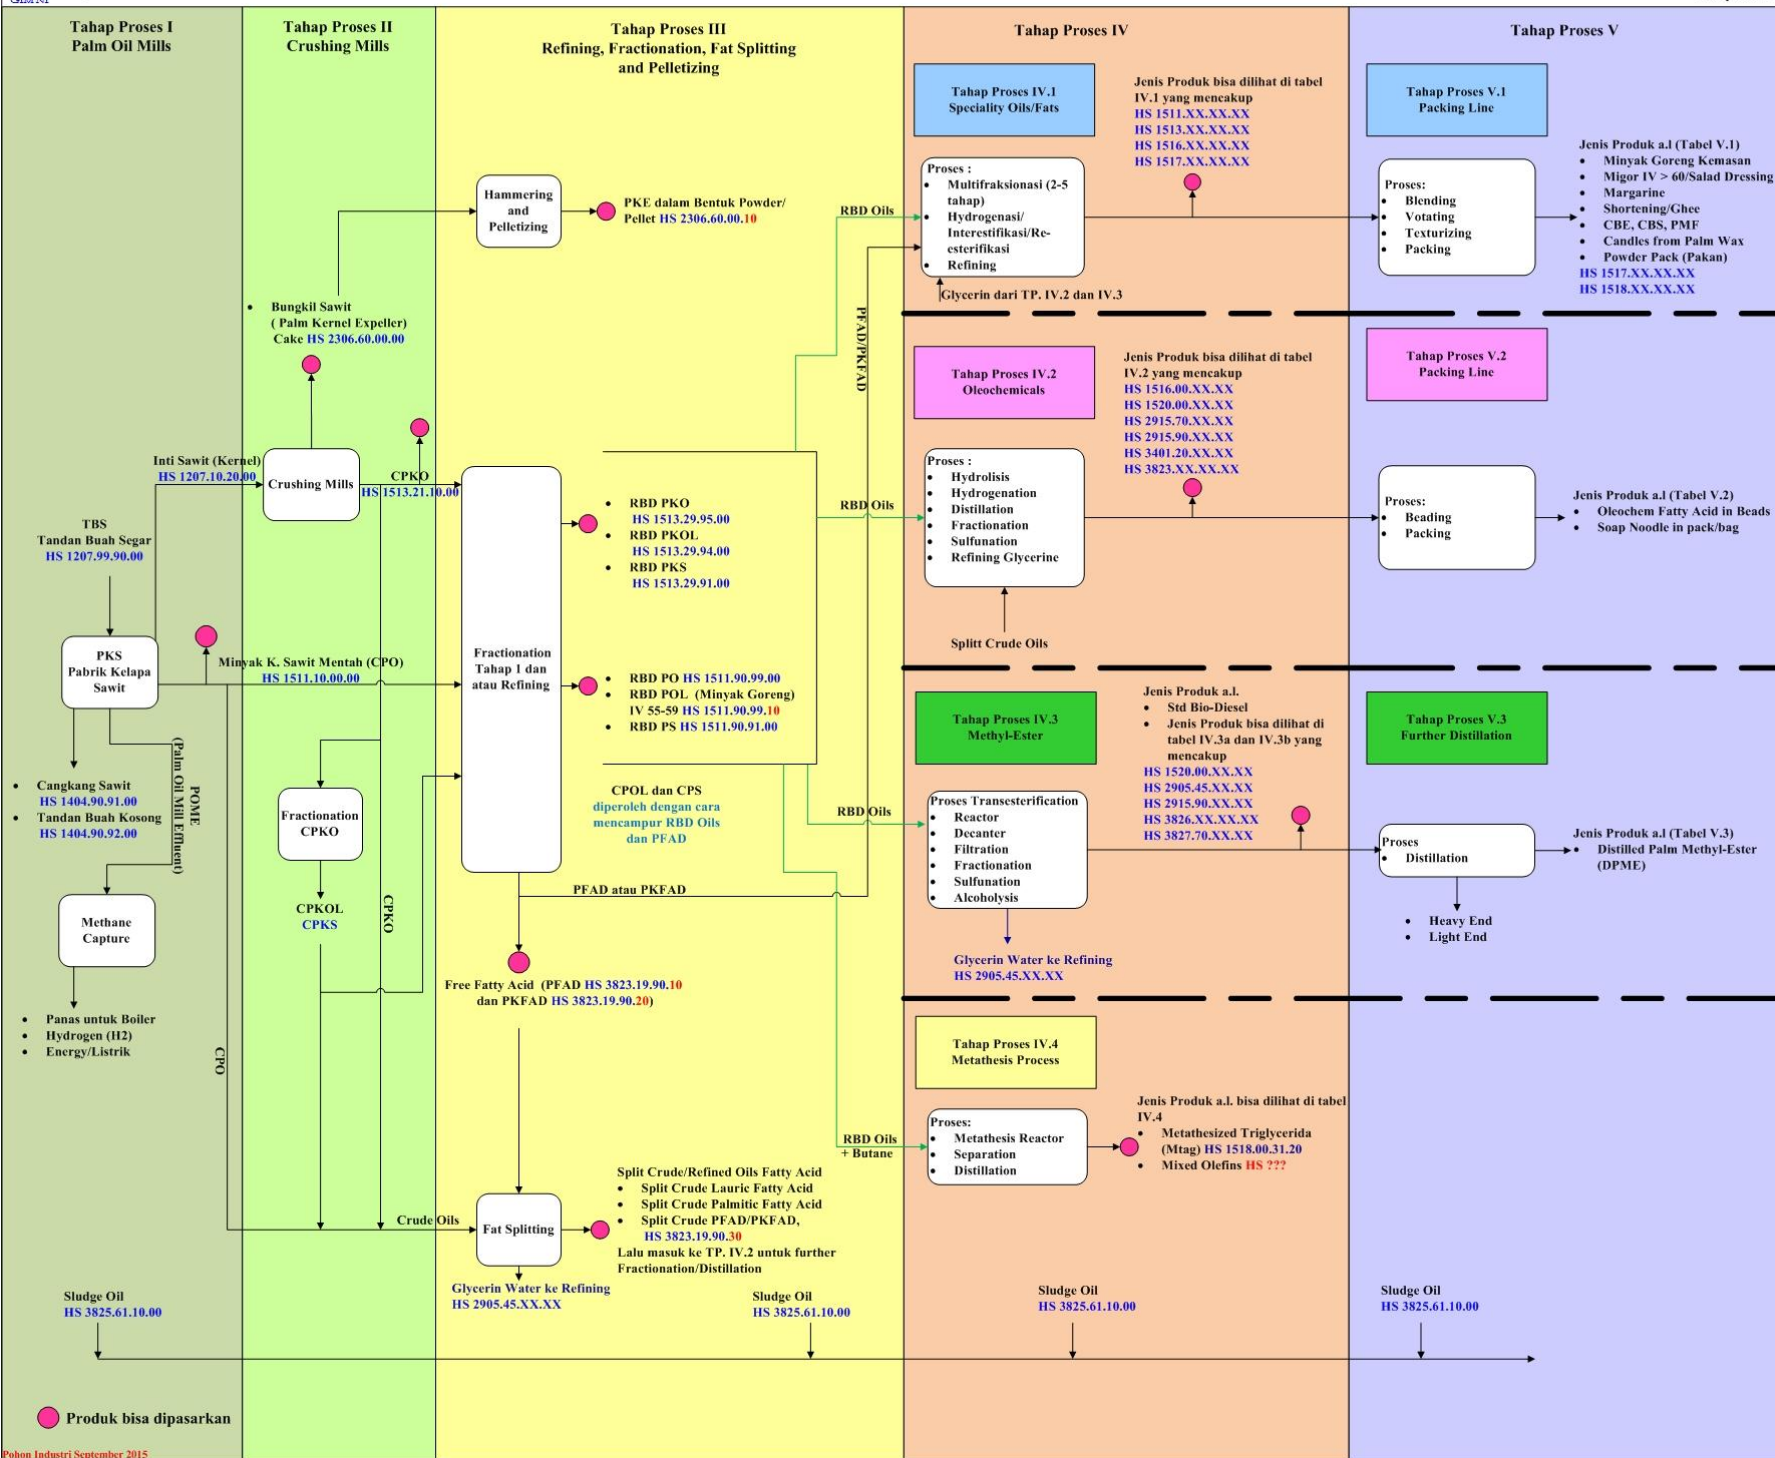 Tahap Proses I
Palm Oil Mills
TBS
Tandan Buah Segar
HS 1207.99.90.00
PKS
Pabrik Kelapa
Sawit
Cangkang Sawit
HS 1404.90.91.00
Tandan Buah Kosong
HS 1404.90.92.00
POME
(Palm Oil Mill Effluent)
Methane
Capture
Panas untuk Boiler
Hydrogen (H2)
Energy/Listrik
CPO
Sludge Oil
HS 3825.61.10.00
Produk bisa dipasarkan
Pohon Industri September 2015
Tahap Proses II
Crushing Mills
Bungkil Sawit
( Palm Kernel Expeller)
Cake HS 2306.60.00.00
Inti Sawit (Kernel)
HS 1207.10.20.00
Crushing Mills
CPKO
HS 1513.21.10.00
Minyak K. Sawit Mentah (CPO)
HS 1511.10.00.00
Fractionation
CPKO
CPKOL
CPKS
CPKO
Crude Oils
Tahap Proses III
Refining, Fractionation, Fat Splitting
and Pelletizing
Hammering
and
Pelletizing
PKE dalam Bentuk Powder/
Pellet HS 2306.60.00.10
Fractionation
Tahap 1 dan
atau Refining
RBD PKO
HS 1513.29.95.00
RBD PKOL
HS 1513.29.94.00
RBD PKS
HS 1513.29.91.00
RBD PO HS 1511.90.99.00
RBD POL (Minyak Goreng)
IV 55-59 HS 1511.90.99.10
RBD PS HS 1511.90.91.00
CPOL dan CPS
diperoleh dengan cara
mencampur RBD Oils
dan PFAD
PFAD atau PKFAD
PFAD/PKFAD
Free Fatty Acid (PFAD HS 3823.19.90.10
dan PKFAD HS 3823.19.90.20)
Fat Splitting
Split Crude/Refined Oils Fatty Acid
Split Crude Lauric Fatty Acid
Split Crude Palmitic Fatty Acid
Split Crude PFAD/PKFAD,
HS 3823.19.90.30
Lalu masuk ke TP. IV.2 untuk further
Fractionation/Distillation
Glycerin Water ke Refining
HS 2905.45.XX.XX
Sludge Oil
HS 3825.61.10.00
RBD Oils
RBD Oils
RBD Oils
RBD Oils
+ Butane
Tahap Proses IV
Tahap Proses IV.1
Speciality Oils/Fats
Jenis Produk bisa dilihat di tabel
IV.1 yang mencakup
HS 1511.XX.XX.XX
HS 1513.XX.XX.XX
HS 1516.XX.XX.XX
HS 1517.XX.XX.XX
Proses :
Multifraksionasi (2-5
tahap)
Hydrogenasi/
Interestifikasi/Re-
esterifikasi
Refining
Glycerin dari TP. IV.2 dan IV.3
Tahap Proses IV.2
Oleochemicals
Jenis Produk bisa dilihat di tabel
IV.2 yang mencakup
HS 1516.00.XX.XX
HS 1520.00.XX.XX
HS 2915.70.XX.XX
HS 2915.90.XX.XX
HS 3401.20.XX.XX
HS 3823.XX.XX.XX
Proses :
Hydrolisis
Hydrogenation
Distillation
Fractionation
Sulfunation
Refining Glycerine
Splitt Crude Oils
Tahap Proses IV.3
Methyl-Ester
Jenis Produk a.l.
Std Bio-Diesel
Jenis Produk bisa dilihat di
tabel IV.3a dan IV.3b yang
mencakup
HS 1520.00.XX.XX
HS 2905.45.XX.XX
HS 2915.90.XX.XX
HS 3826.XX.XX.XX
HS 3827.70.XX.XX
Proses Transesterification
Reactor
Decanter
Filtration
Fractionation
Sulfunation
Alcoholysis
Glycerin Water ke Refining
HS 2905.45.XX.XX
Tahap Proses IV.4
Metathesis Process
Jenis Produk a.l. bisa dilihat di tabel
IV.4
Metathesized Triglycerida
(Mtag) HS 1518.00.31.20
Mixed Olefins HS ???
Proses:
Metathesis Reactor
Separation
Distillation
Sludge Oil
HS 3825.61.10.00
Tahap Proses V
Tahap Proses V.1
Packing Line
Proses:
Blending
Votating
Texturizing
Packing
Jenis Produk a.l (Tabel V.1)
Minyak Goreng Kemasan
Migor IV > 60/Salad Dressing
Margarine
Shortening/Ghee
CBE, CBS, PMF
Candles from Palm Wax
Powder Pack (Pakan)
HS 1517.XX.XX.XX
HS 1518.XX.XX.XX
Tahap Proses V.2
Packing Line
Proses:
Beading
Packing
Jenis Produk a.l (Tabel V.2)
Oleochem Fatty Acid in Beads
Soap Noodle in pack/bag
Tahap Proses V.3
Further Distillation
Proses
Distillation
Jenis Produk a.l (Tabel V.3)
Distilled Palm Methyl-Ester
(DPME)
Heavy End
Light End
Sludge Oil
HS 3825.61.10.00